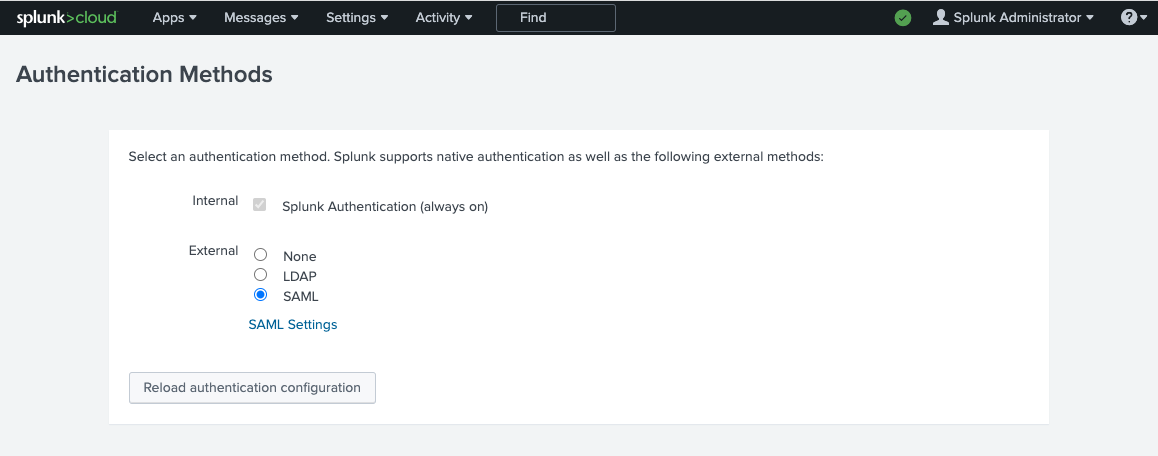 splunk>cloud Apps Messages Settings Activity Find Splunk Administrator ?
Authentication Methods
Select an authentication method. Splunk supports native authentication as well as the following external methods:
Internal Splunk Authentication (always on)
External None
LDAP
SAML
SAML Settings
Reload authentication configuration